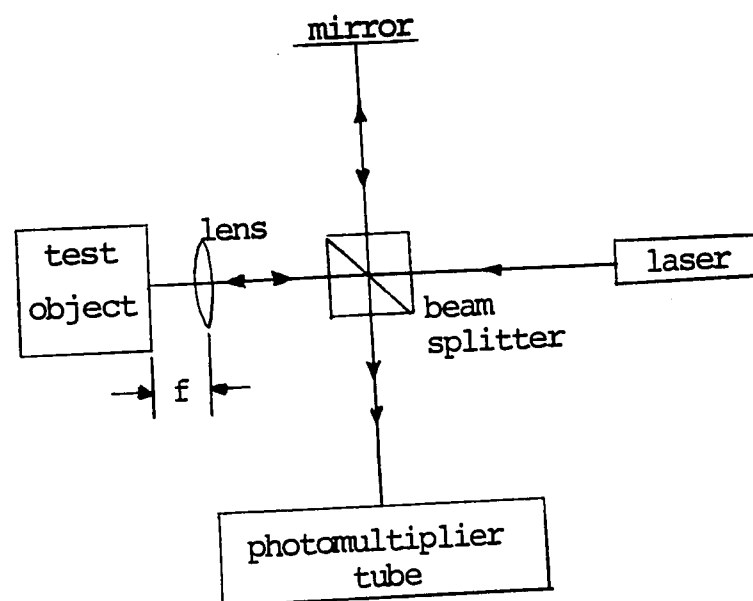 mirror
lens
test
object
laser
beam
splitter
f
photomultiplier
tube